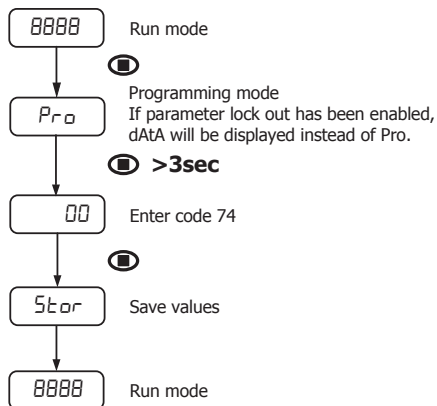 8888 Run mode
Programming mode
If parameter lock out has been enabled,
Pro dAtA will be displayed instead of Pro.
>3sec
00 Enter code 74
Stor Save values
8888 Run mode